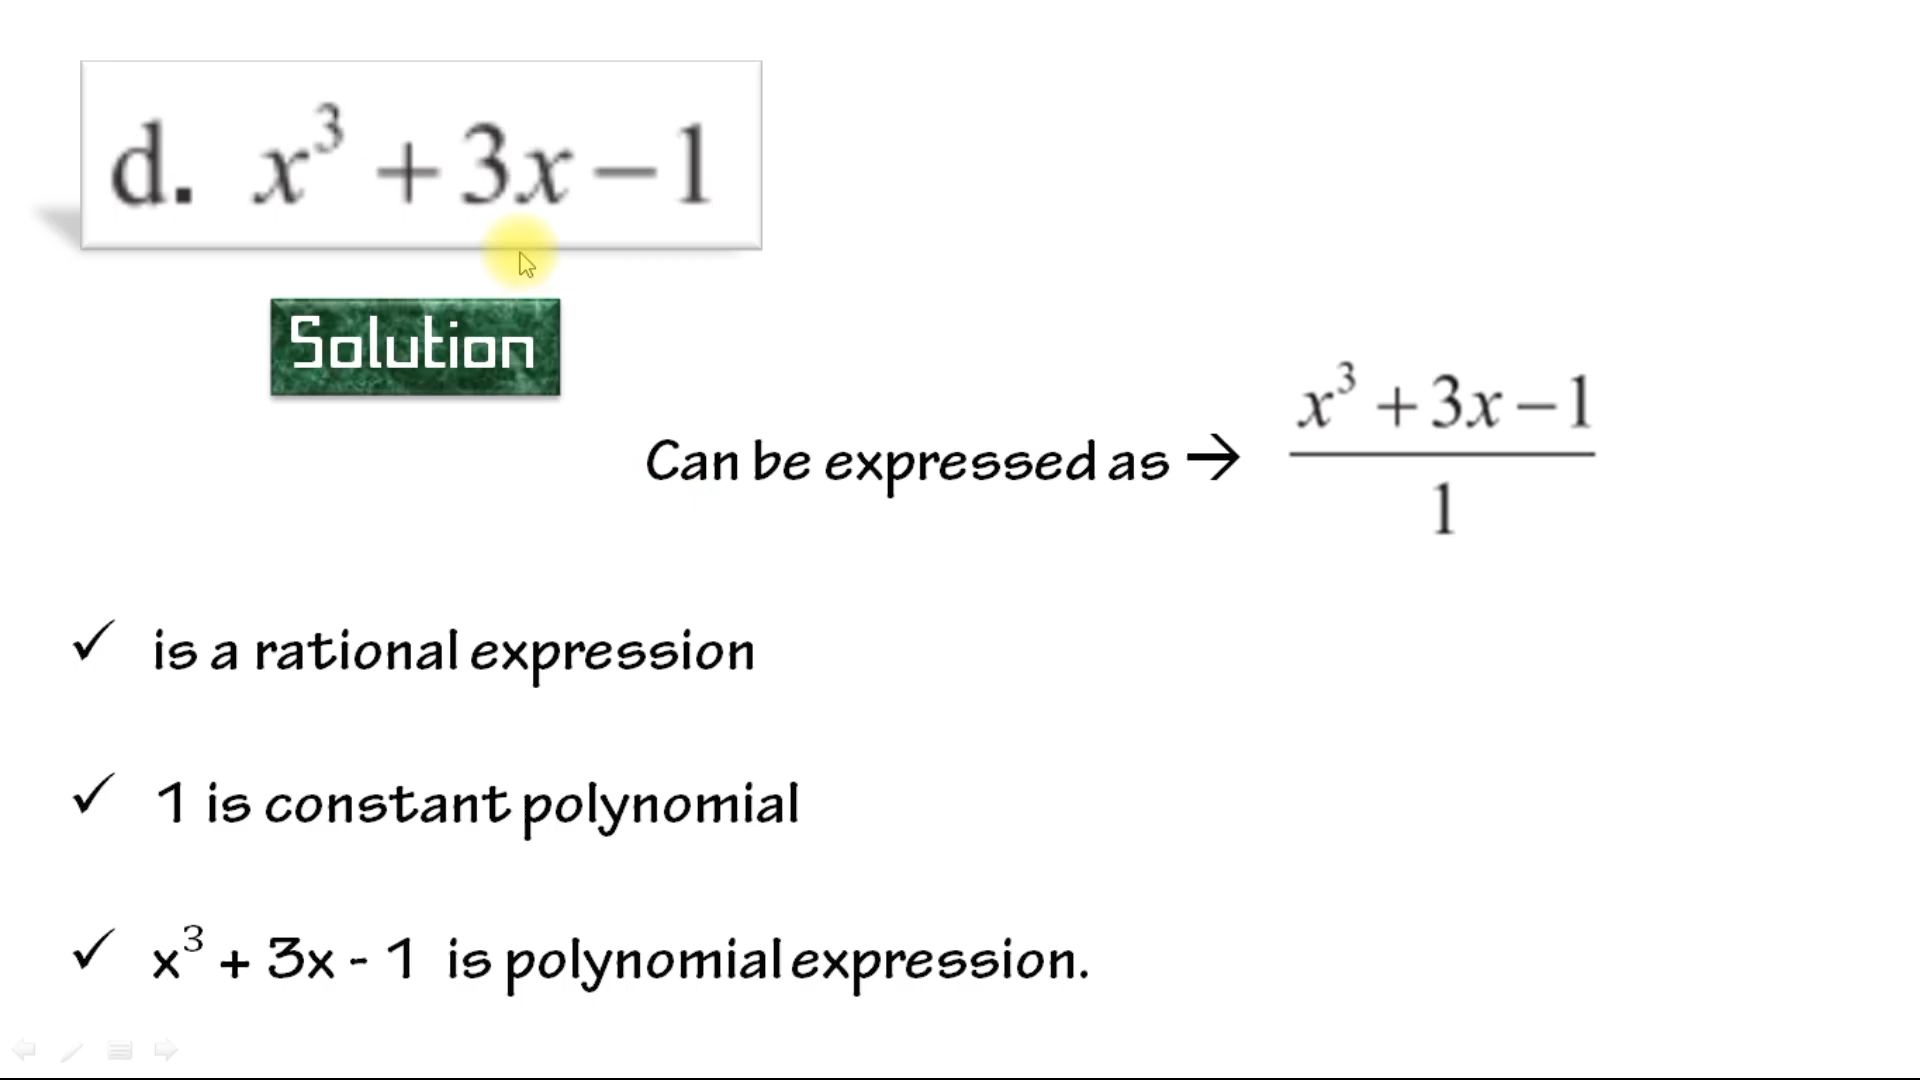 d. x³ + 3x − 1
Solution
Can be expressed as → x³ + 3x − 1 / 1
✓ is a rational expression
✓ 1 is constant polynomial
✓ x³ + 3x - 1 is polynomial expression.